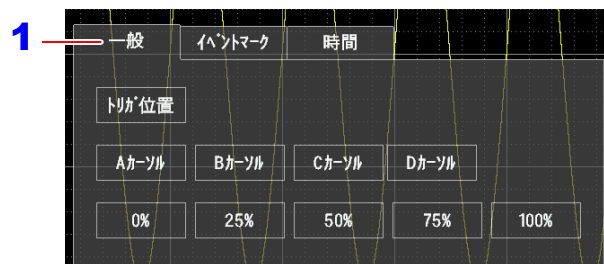 1
一般 ｲﾍﾞﾝﾄﾏｰｸ 時間
ﾄﾘｶﾞ位置
Aｶｰｿﾙ Bｶｰｿﾙ Cｶｰｿﾙ Dｶｰｿﾙ
0% 25% 50% 75% 100%